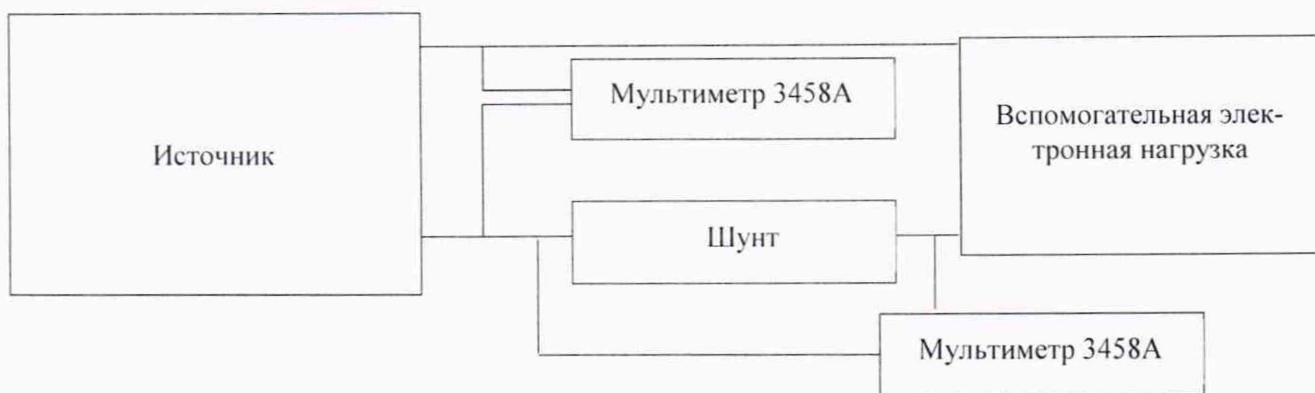 Мультиметр 3458А
Источник
Вспомогательная элек-
тронная нагрузка
Шунт
Мультиметр 3458А